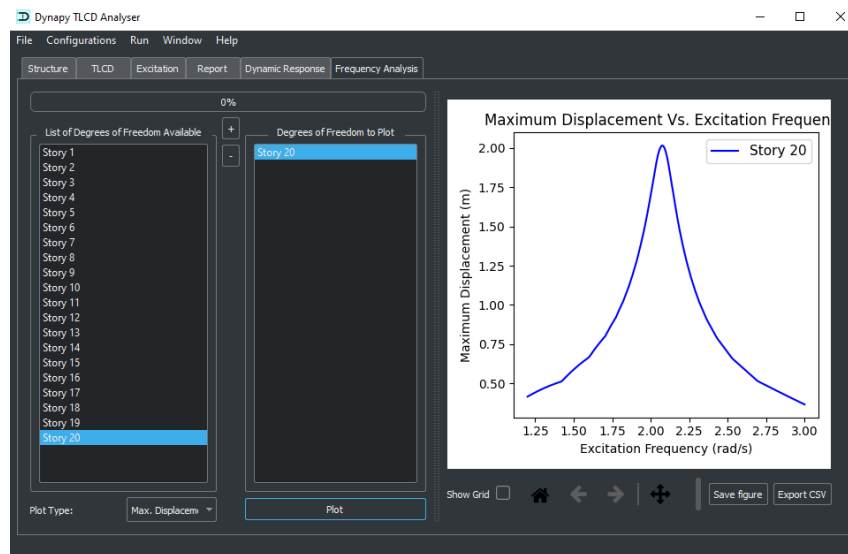 Dynapy TLCD Analyser
File Configurations Run Window Help
Structure TLCD Excitation Report Dynamic Response Frequency Analysis
0%
List of Degrees of Freedom Available
+
-
Degrees of Freedom to Plot
Story 1
Story 2
Story 3
Story 4
Story 5
Story 6
Story 7
Story 8
Story 9
Story 10
Story 11
Story 12
Story 13
Story 14
Story 15
Story 16
Story 17
Story 18
Story 19
Story 20
Story 20
Plot Type:
Max. Displacem
Plot
Maximum Displacement Vs. Excitation Frequen
Story 20
Maximum Displacement (m)
2.00
1.75
1.50
1.25
1.00
0.75
0.50
1.25 1.50 1.75 2.00 2.25 2.50 2.75 3.00
Excitation Frequency (rad/s)
Show Grid
Save figure
Export CSV